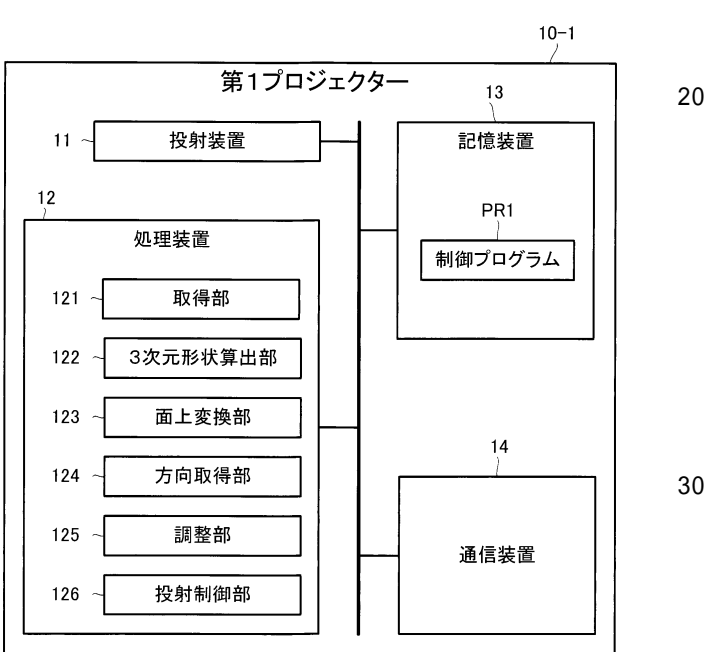 10-1
第1プロジェクター
20
11
投射装置
13
記憶装置
PR1
制御プログラム
12
処理装置
121
取得部
122
3次元形状算出部
123
面上変換部
124
方向取得部
125
調整部
126
投射制御部
14
通信装置
30